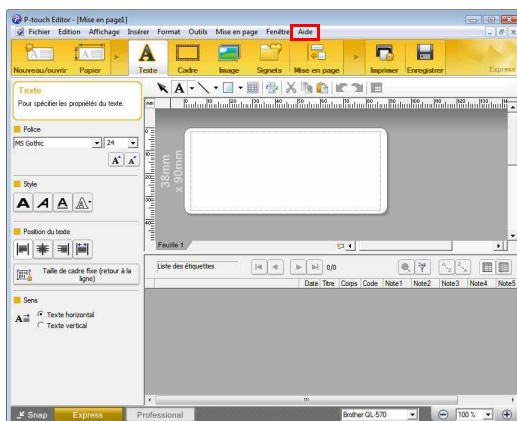 P-touch Editor - [Mise en page1]
Fichier Edition Affichage Insérer Format Outils Mise en page Fenêtre Aide
Nouveau/ouvrir Papier Texte Cadre Image Signets Mise en page Imprimer Enregistrer Express
Texte
Pour spécifier les propriétés du texte.
Police
MS Gothic 24
A A
Style
A A A A
Position du texte
Taille de cadre fixe (retour à la ligne)
Sens
Texte horizontal
Texte vertical
38mm
x 90mm
Feuille 1
Liste des étiquettes 0/0
Date Titre Corps Code Note1 Note2 Note3 Note4 Note5
Snap Express Professional Brother QL-570 100 %